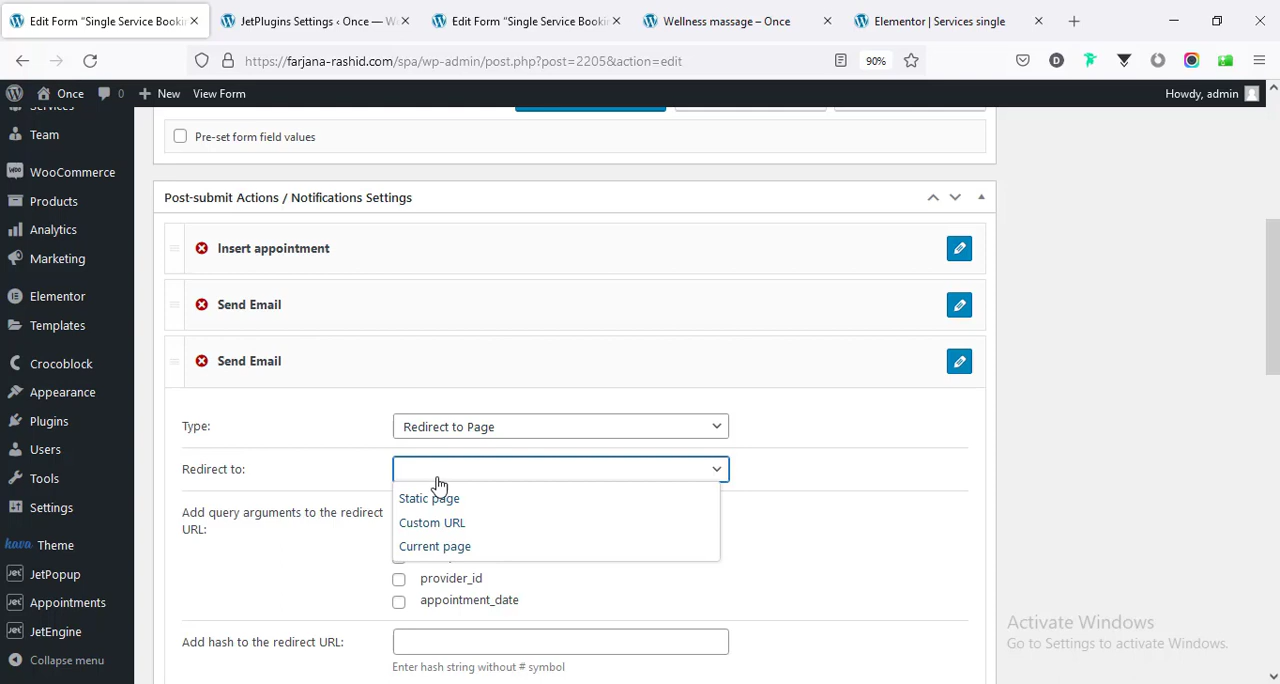 Edit Form "Single Service Bookin
JetPlugins Settings ‹ Once — W
Edit Form "Single Service Bookin
Wellness massage – Once
Elementor | Services single
https://farjana-rashid.com/spa/wp-admin/post.php?post=2205&action=edit
90%
Once
0
New
View Form
Howdy, admin
Services
Team
WooCommerce
Products
Analytics
Marketing
Elementor
Templates
Crocoblock
Appearance
Plugins
Users
Tools
Settings
kava Theme
JetPopup
Appointments
JetEngine
Collapse menu
Pre-set form field values
Post-submit Actions / Notifications Settings
Insert appointment
Send Email
Send Email
Type:
Redirect to Page
Redirect to:
Static page
Custom URL
Current page
Add query arguments to the redirect
URL:
provider_id
appointment_date
Add hash to the redirect URL:
Enter hash string without # symbol
Activate Windows
Go to Settings to activate Windows.